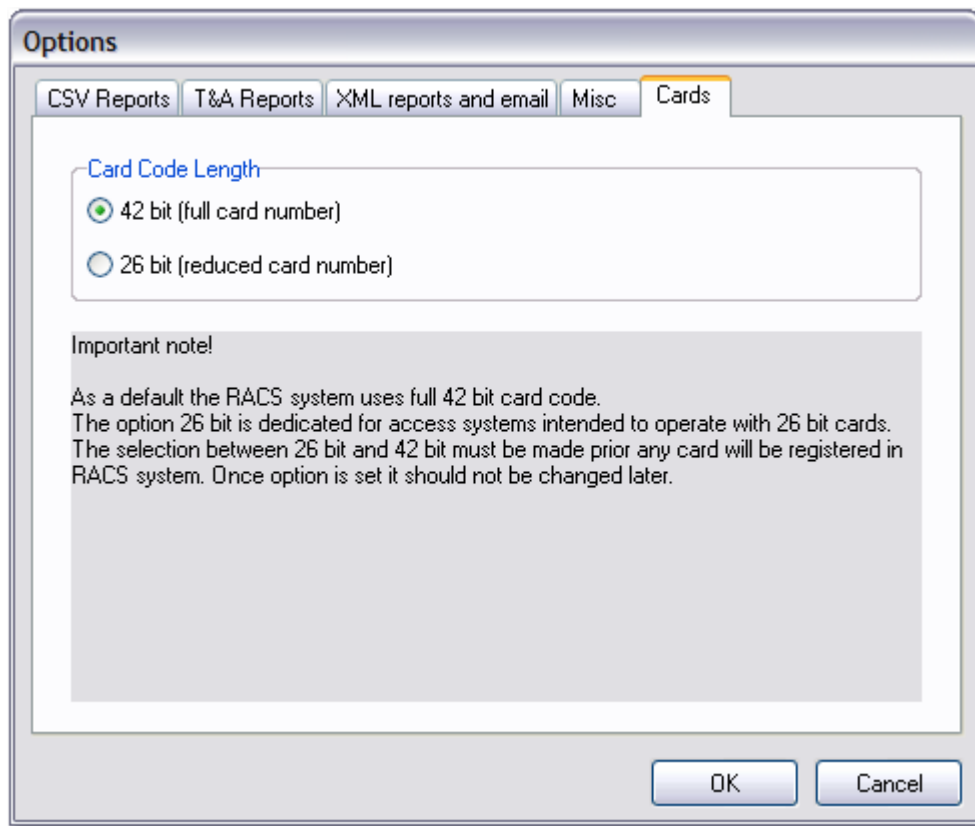 Options
CSV Reports
T&A Reports
XML reports and email
Misc
Cards
Card Code Length
42 bit (full card number)
26 bit (reduced card number)
Important note!
As a default the RACS system uses full 42 bit card code.
The option 26 bit is dedicated for access systems intended to operate with 26 bit cards.
The selection between 26 bit and 42 bit must be made prior any card will be registered in
RACS system. Once option is set it should not be changed later.
OK
Cancel